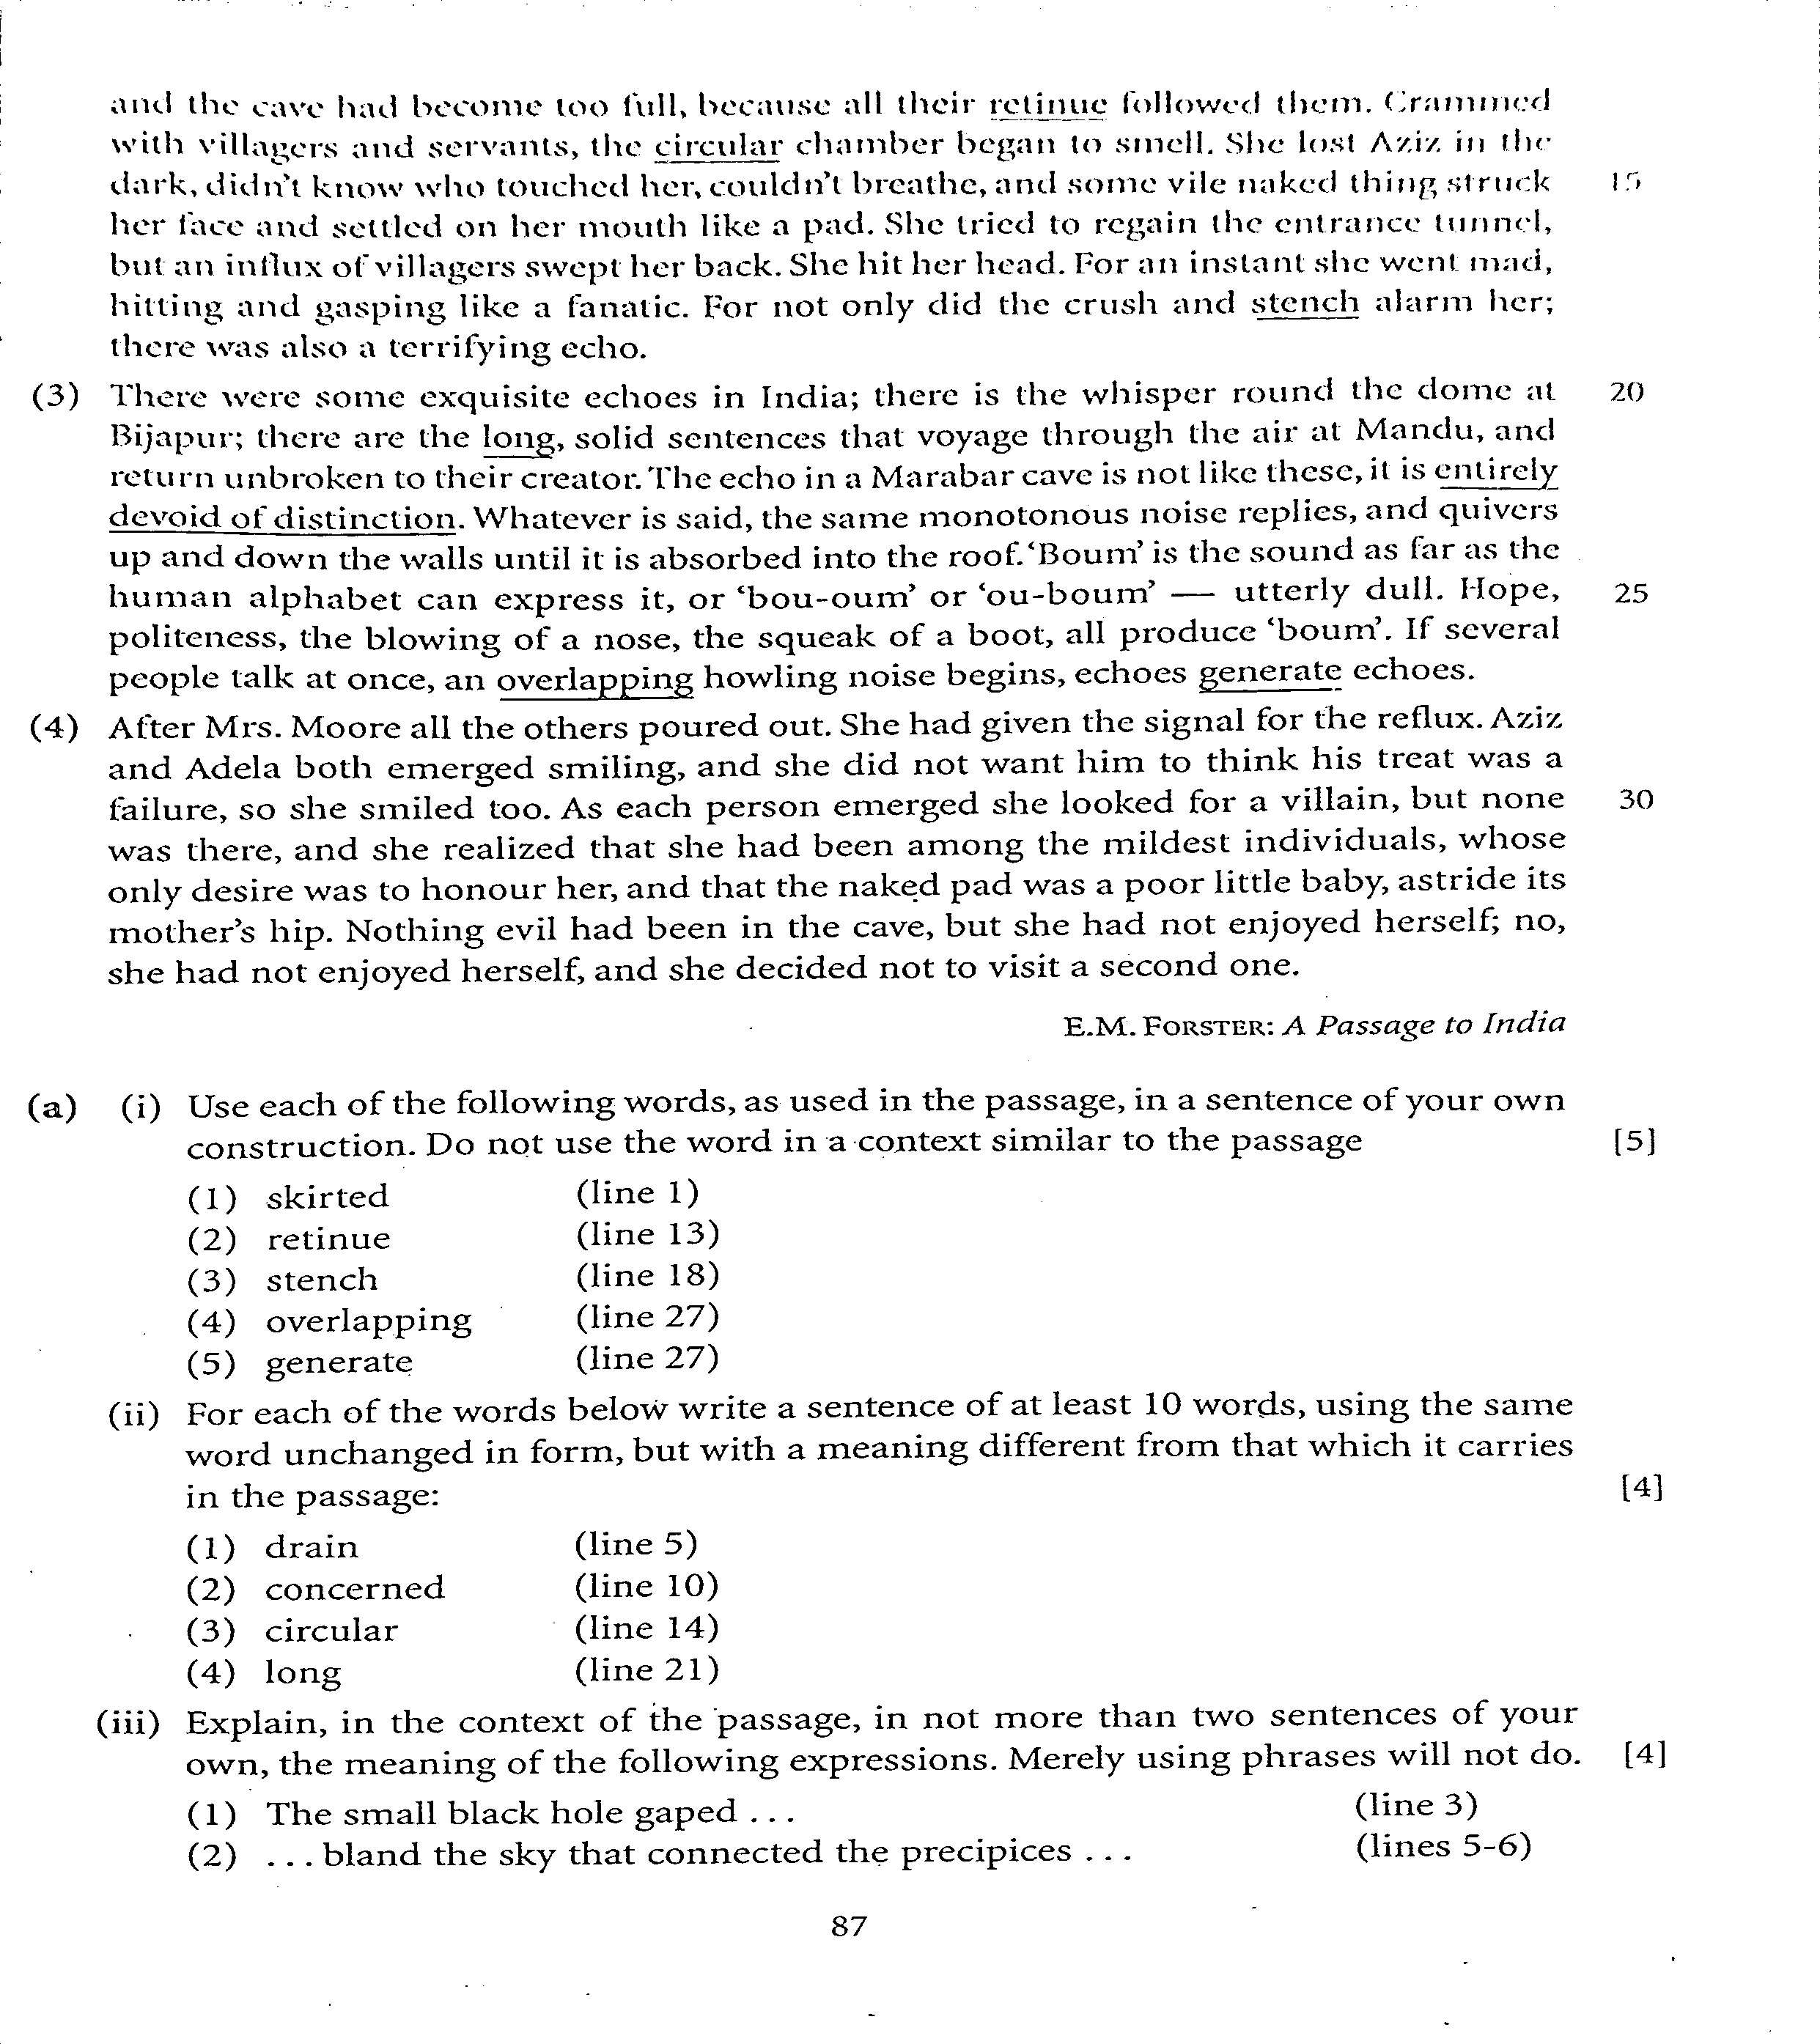 and the cave had become too full, because all their retinue followed them. Crammed
with villagers and servants, the circular chamber began to smell. She lost Aziz in the
dark, didn't know who touched her, couldn't breathe, and some vile naked thing struck 15
her face and settled on her mouth like a pad. She tried to regain the entrance tunnel,
but an influx of villagers swept her back. She hit her head. For an instant she went mad,
hitting and gasping like a fanatic. For not only did the crush and stench alarm her;
there was also a terrifying echo.
(3) There were some exquisite echoes in India; there is the whisper round the dome at 20
Bijapur; there are the long, solid sentences that voyage through the air at Mandu, and
return unbroken to their creator. The echo in a Marabar cave is not like these, it is entirely
devoid of distinction. Whatever is said, the same monotonous noise replies, and quivers
up and down the walls until it is absorbed into the roof. 'Boum' is the sound as far as the
human alphabet can express it, or 'bou-oum' or 'ou-boum' — utterly dull. Hope, 25
politeness, the blowing of a nose, the squeak of a boot, all produce 'boum'. If several
people talk at once, an overlapping howling noise begins, echoes generate echoes.
(4) After Mrs. Moore all the others poured out. She had given the signal for the reflux. Aziz
and Adela both emerged smiling, and she did not want him to think his treat was a
failure, so she smiled too. As each person emerged she looked for a villain, but none 30
was there, and she realized that she had been among the mildest individuals, whose
only desire was to honour her, and that the naked pad was a poor little baby, astride its
mother's hip. Nothing evil had been in the cave, but she had not enjoyed herself; no,
she had not enjoyed herself, and she decided not to visit a second one.
E.M. FORSTER: A Passage to India
(a) (i) Use each of the following words, as used in the passage, in a sentence of your own
construction. Do not use the word in a context similar to the passage [5]
(1) skirted (line 1)
(2) retinue (line 13)
(3) stench (line 18)
(4) overlapping (line 27)
(5) generate (line 27)
(ii) For each of the words below write a sentence of at least 10 words, using the same
word unchanged in form, but with a meaning different from that which it carries
in the passage: [4]
(1) drain (line 5)
(2) concerned (line 10)
(3) circular (line 14)
(4) long (line 21)
(iii) Explain, in the context of the passage, in not more than two sentences of your
own, the meaning of the following expressions. Merely using phrases will not do. [4]
(1) The small black hole gaped . . . (line 3)
(2) . . . bland the sky that connected the precipices . . . (lines 5-6)
87